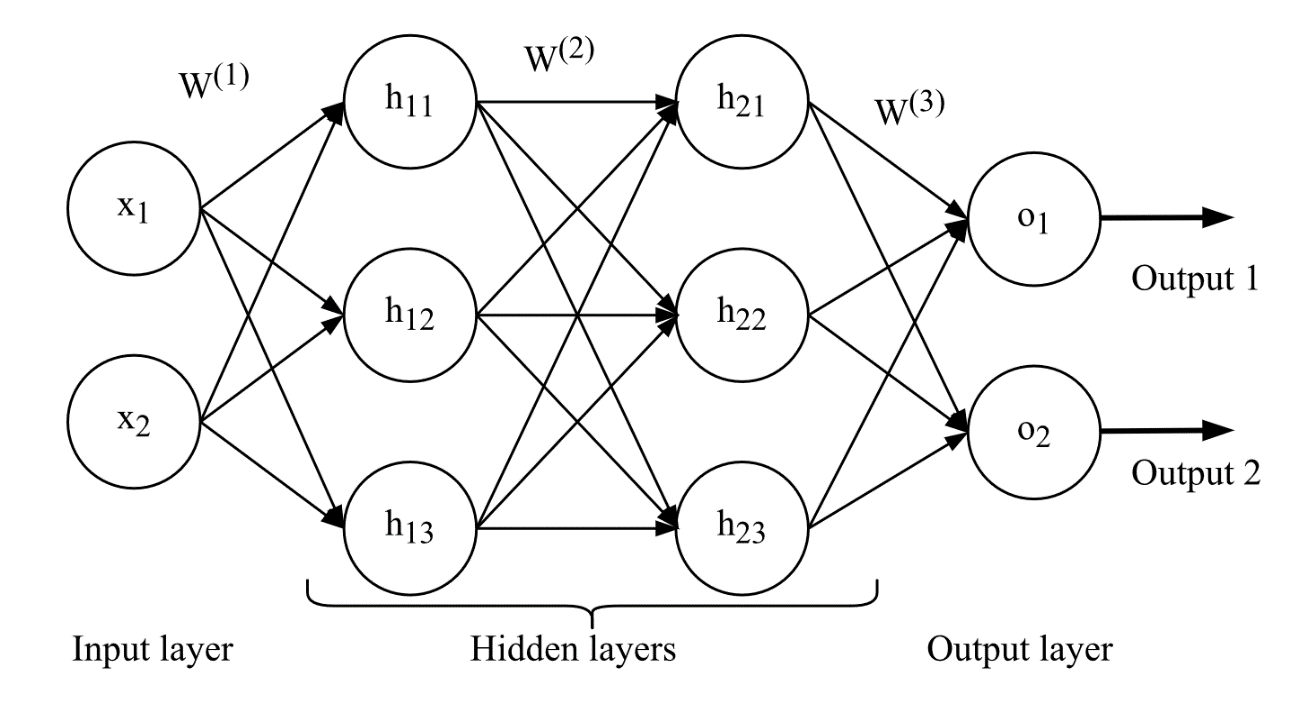 W(1)
W(2)
W(3)
x1
x2
h11
h12
h13
h21
h22
h23
o1
o2
Output 1
Output 2
Input layer
Hidden layers
Output layer